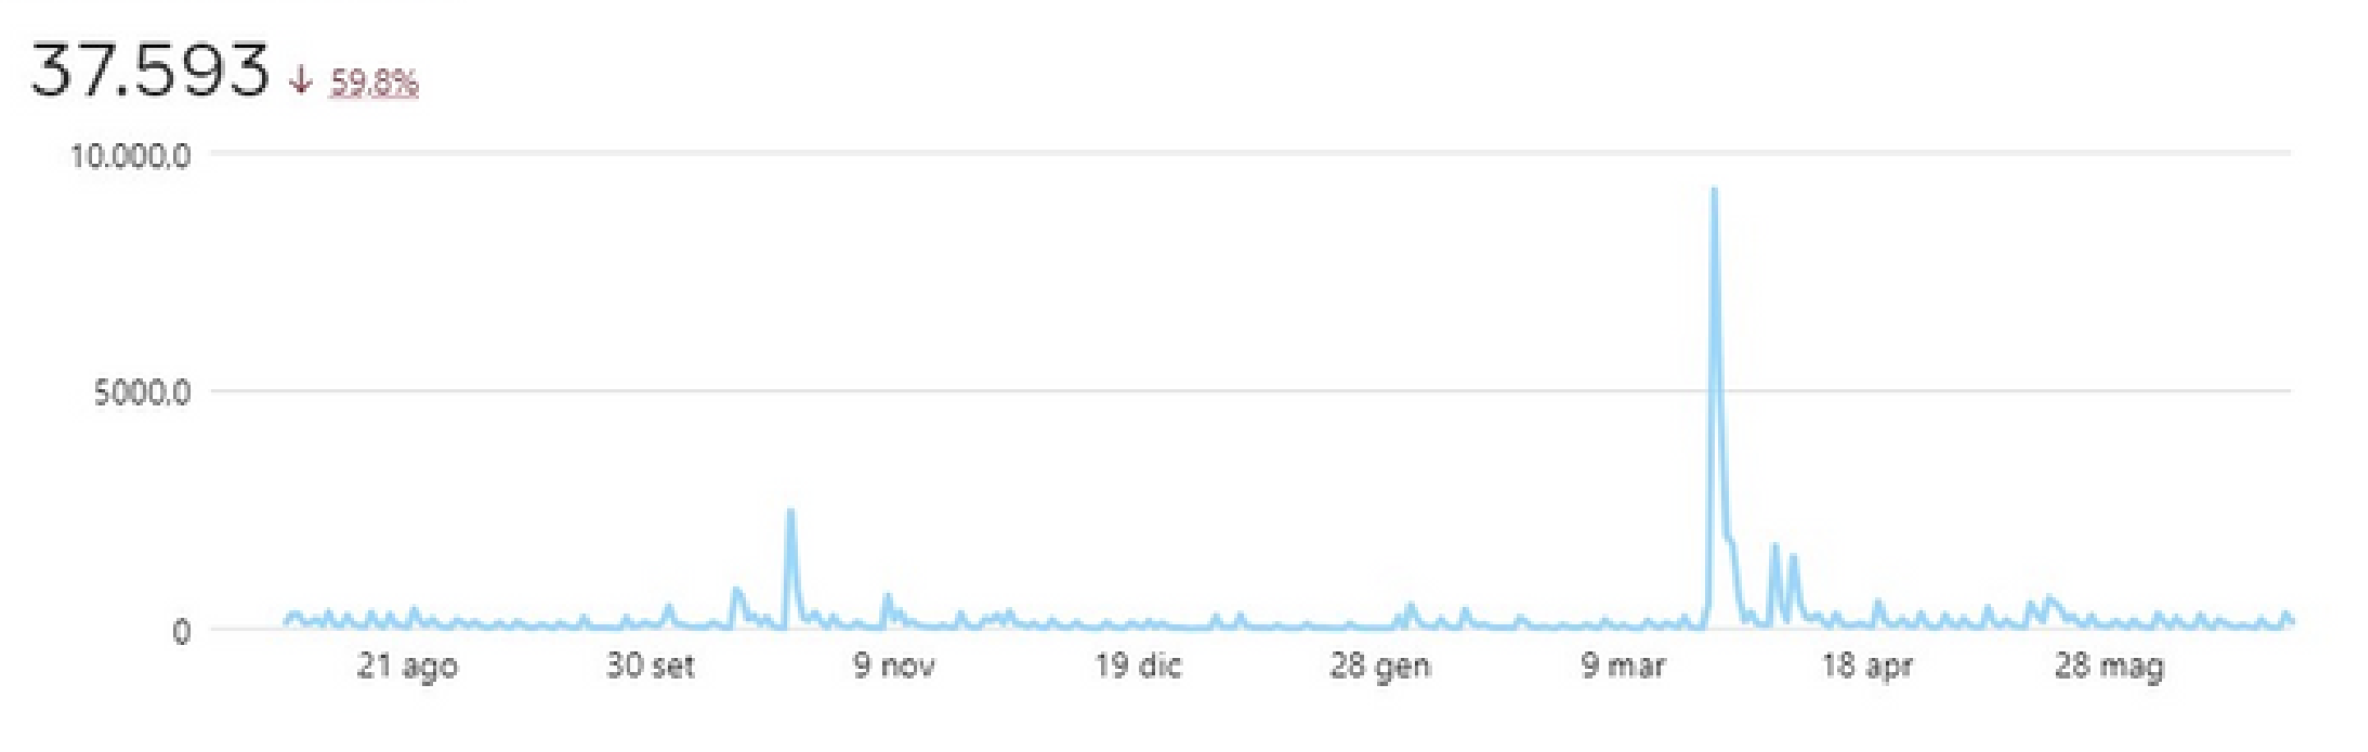 37.593 ↓ 59,8%
10.000,0
5000,0
0
21 ago 30 set 9 nov 19 dic 28 gen 9 mar 18 apr 28 mag